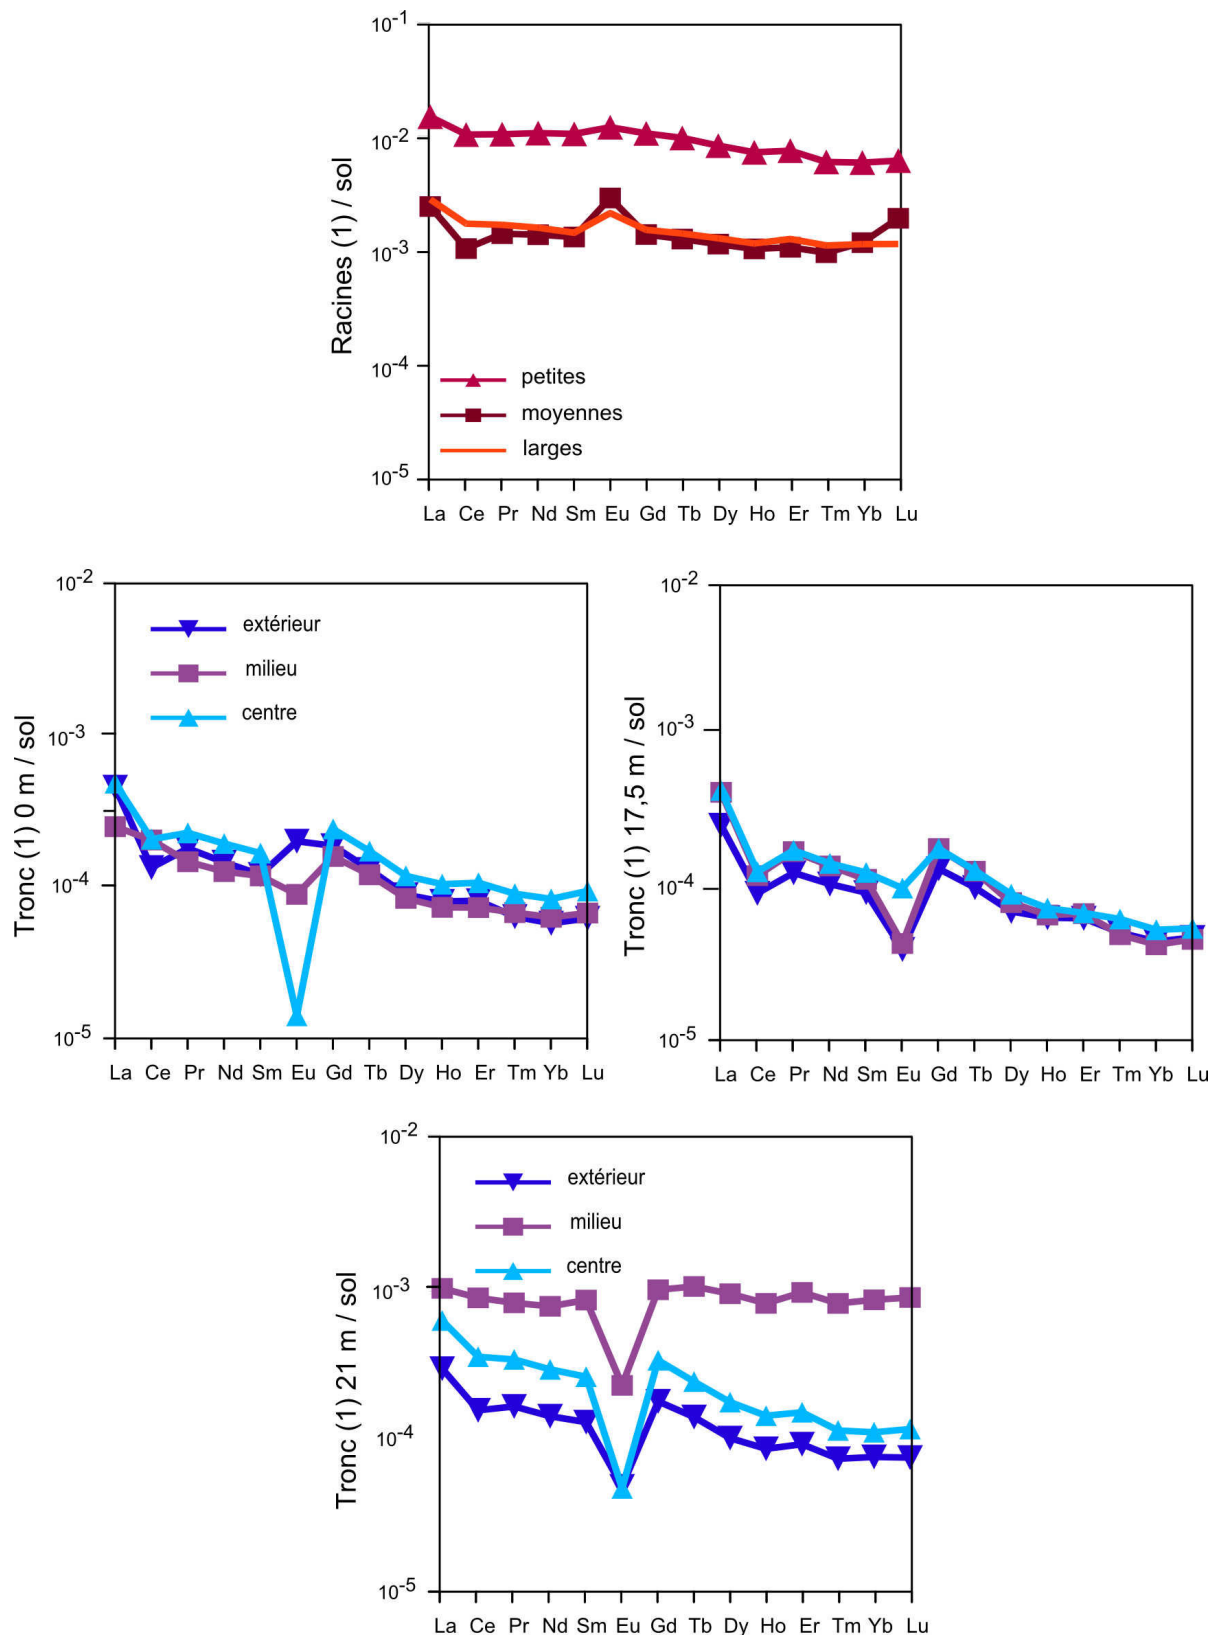 Racines (1) / sol
10-1
10-2
10-3
10-4
10-5
petites
moyennes
larges
La Ce Pr Nd Sm Eu Gd Tb Dy Ho Er Tm Yb Lu
Tronc (1) 0 m / sol
10-2
10-3
10-4
10-5
extérieur
milieu
centre
La Ce Pr Nd Sm Eu Gd Tb Dy Ho Er Tm Yb Lu
Tronc (1) 17,5 m / sol
10-2
10-3
10-4
10-5
La Ce Pr Nd Sm Eu Gd Tb Dy Ho Er Tm Yb Lu
Tronc (1) 21 m / sol
10-2
10-3
10-4
10-5
extérieur
milieu
centre
La Ce Pr Nd Sm Eu Gd Tb Dy Ho Er Tm Yb Lu